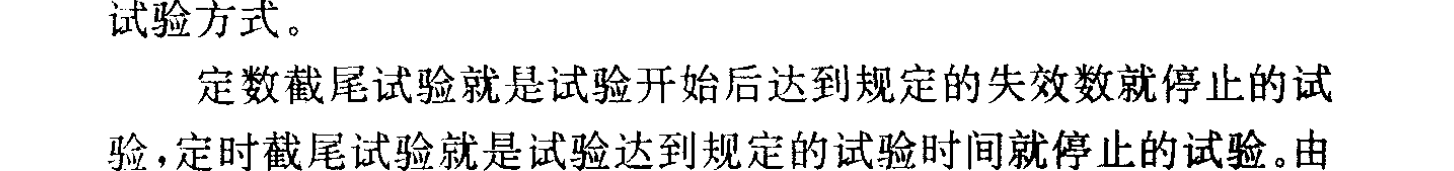 试验方式。
定数截尾试验就是试验开始后达到规定的失效数就停止的试
验,定时截尾试验就是试验达到规定的试验时间就停止的试验。由